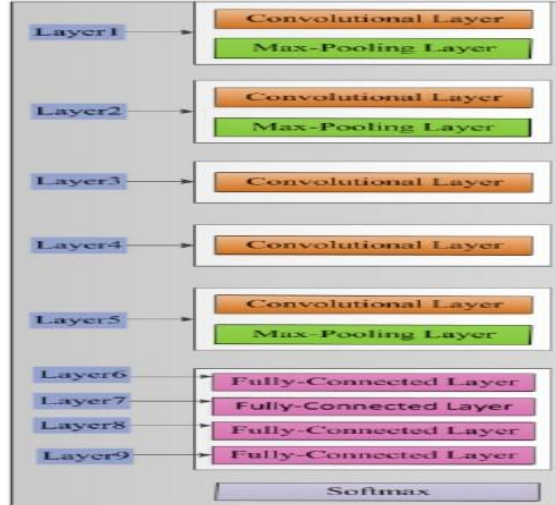 Layer1
Convolutional Layer
Max-Pooling Layer
Layer2
Convolutional Layer
Max-Pooling Layer
Layer3
Convolutional Layer
Layer4
Convolutional Layer
Layer5
Convolutional Layer
Max-Pooling Layer
Layer6
Fully-Connected Layer
Layer7
Fully-Connected Layer
Layer8
Fully-Connected Layer
Layer9
Fully-Connected Layer
Softmax